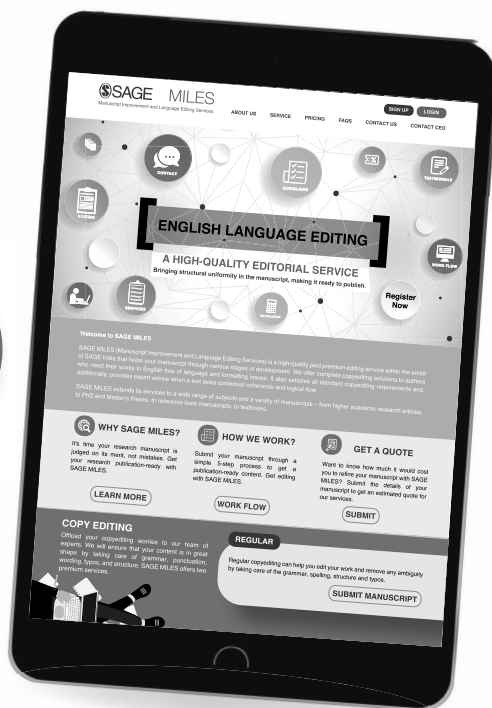 SSAGE MILES
Manuscript Improvement and Language Editing Services
SIGN UP LOGIN
ABOUT US SERVICE PRICING FAQS CONTACT US CONTACT CEO
CONTACT
GUIDELINES
TESTIMONIALS
EDITING
WORK FLOW
SERVICES
ENGLISH LANGUAGE EDITING
A HIGH-QUALITY EDITORIAL SERVICE
Bringing structural uniformity in the manuscript, making it ready to publish.
Register
Now
Welcome to SAGE MILES
SAGE MILES (Manuscript Improvement and Language Editing Services) is a high-quality paid premium editing service within the ambit
of SAGE India that helps your manuscript through various stages of development. We offer complete copyediting solutions to authors
who need their works in English free of language and formatting issues. It also satisfies all standard copyediting requirements and,
additionally, provides expert advice when a text lacks contextual coherence and logical flow.
SAGE MILES extends its services to a wide range of subjects and a variety of manuscripts – from higher academic research articles,
to PhD and Master's theses, to reference book manuscripts, to textbooks.
WHY SAGE MILES?
It's time your research manuscript is
judged on its merit, not mistakes. Get
your research publication-ready with
SAGE MILES.
LEARN MORE
HOW WE WORK?
Submit your manuscript through a
simple 5-step process to get a
publication-ready content. Get editing
with SAGE MILES.
WORK FLOW
GET A QUOTE
Want to know how much it would cost
you to refine your manuscript with SAGE
MILES? Submit the details of your
manuscript to get an estimated quote for
our services.
SUBMIT
COPY EDITING
Offload your copyediting worries to our team of
experts. We will ensure that your content is in great
shape by taking care of grammar, punctuation,
wording, typos, and structure. SAGE MILES offers two
premium services.
REGULAR
Regular copyediting can help you edit your work and remove any ambiguity
by taking care of the grammar, spelling, structure and typos.
SUBMIT MANUSCRIPT